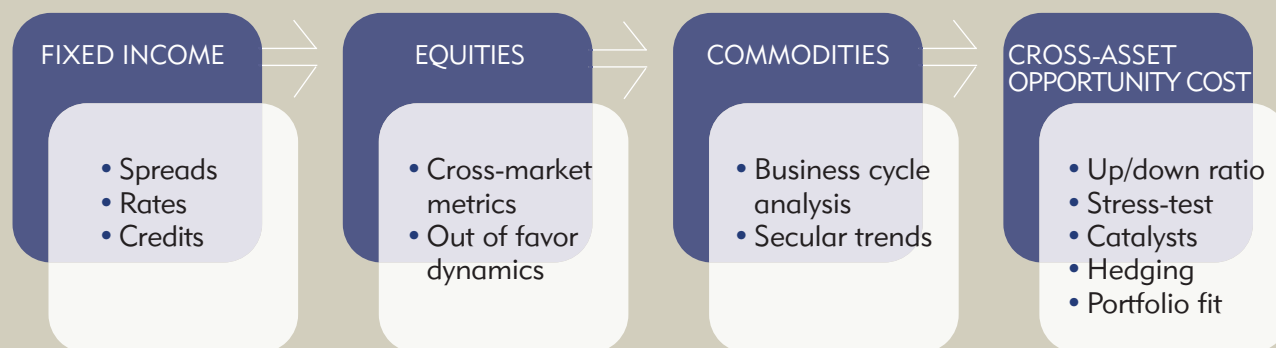 FIXED INCOME
• Spreads
• Rates
• Credits
EQUITIES
• Cross-market
metrics
• Out of favor
dynamics
COMMODITIES
• Business cycle
analysis
• Secular trends
CROSS-ASSET
OPPORTUNITY COST
• Up/down ratio
• Stress-test
• Catalysts
• Hedging
• Portfolio fit